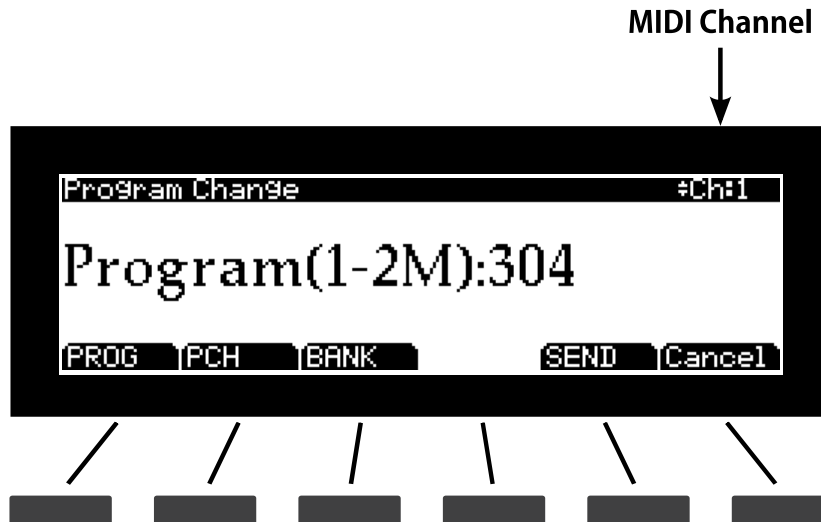 MIDI Channel
Program Change ÷Ch:1
Program(1-2M):304
PROG PCH BANK SEND Cancel